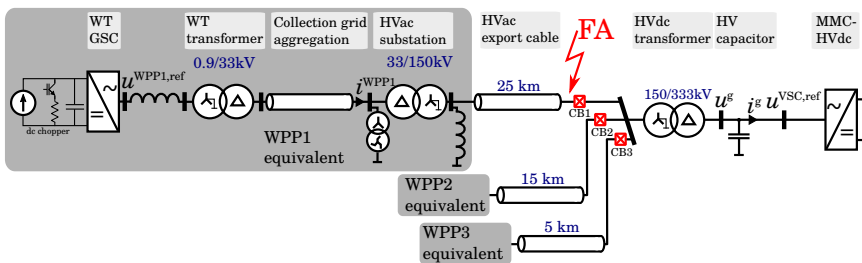 WT
GSC
WT
transformer
Collection grid
aggregation
HVac
substation
HVac
export cable
FA
HVdc
transformer
HV
capacitor
MMC-
HVdc
0.9/33kV
33/150kV
25 km
150/333kV
u^WPP1,ref
i^WPP1
u^g
i^g
u^VSC,ref
dc chopper
CB1
CB2
CB3
WPP1
equivalent
15 km
WPP2
equivalent
5 km
WPP3
equivalent